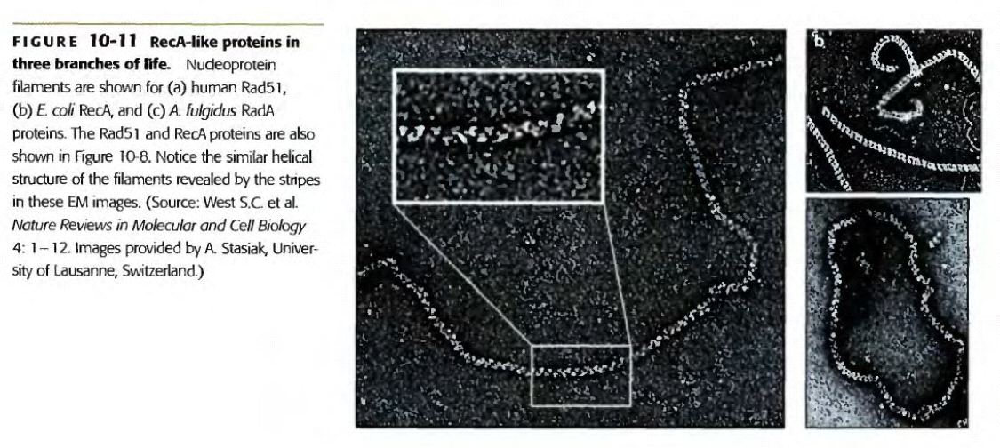 FIGURE 10-11 RecA-like proteins in
three branches of life. Nucleoprotein
filaments are shown for (a) human Rad51,
(b) E. coli RecA, and (c) A. fulgidus RadA
proteins. The Rad51 and RecA proteins are also
shown in Figure 10-8. Notice the similar helical
structure of the filaments revealed by the stripes
in these EM images. (Source: West S.C. et al.
Nature Reviews in Molecular and Cell Biology
4: 1–12. Images provided by A. Stasiak, Univer-
sity of Lausanne, Switzerland.)
b